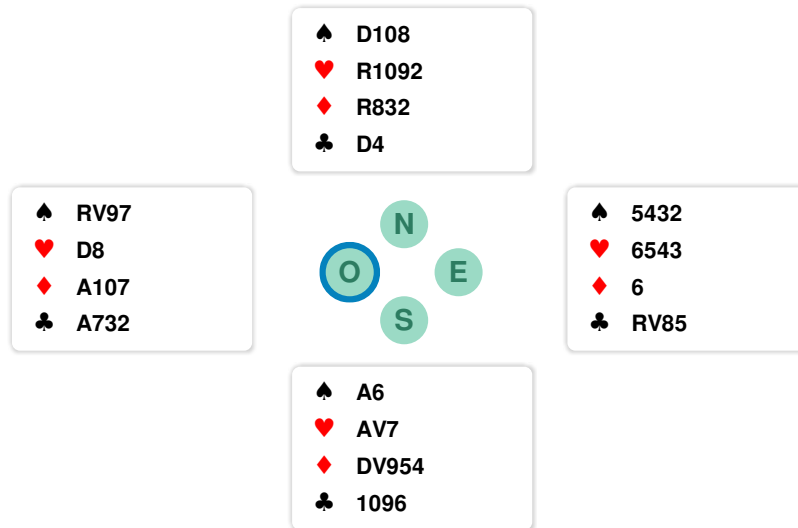 ♠ D108
♥ R1092
♦ R832
♣ D4
♠ RV97
♥ D8
♦ A107
♣ A732
N
O E
S
♠ 5432
♥ 6543
♦ 6
♣ RV85
♠ A6
♥ AV7
♦ DV954
♣ 1096